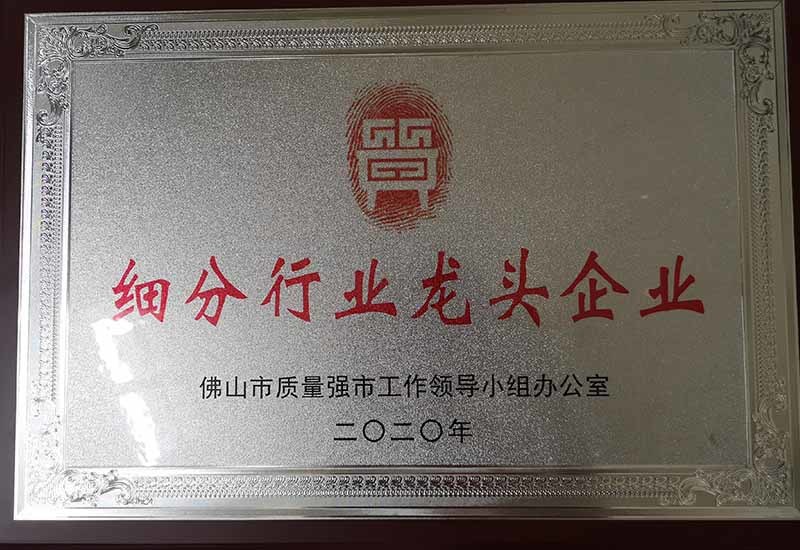 質
细分行业龙头企业
佛山市质量强市工作领导小组办公室
二〇二〇年